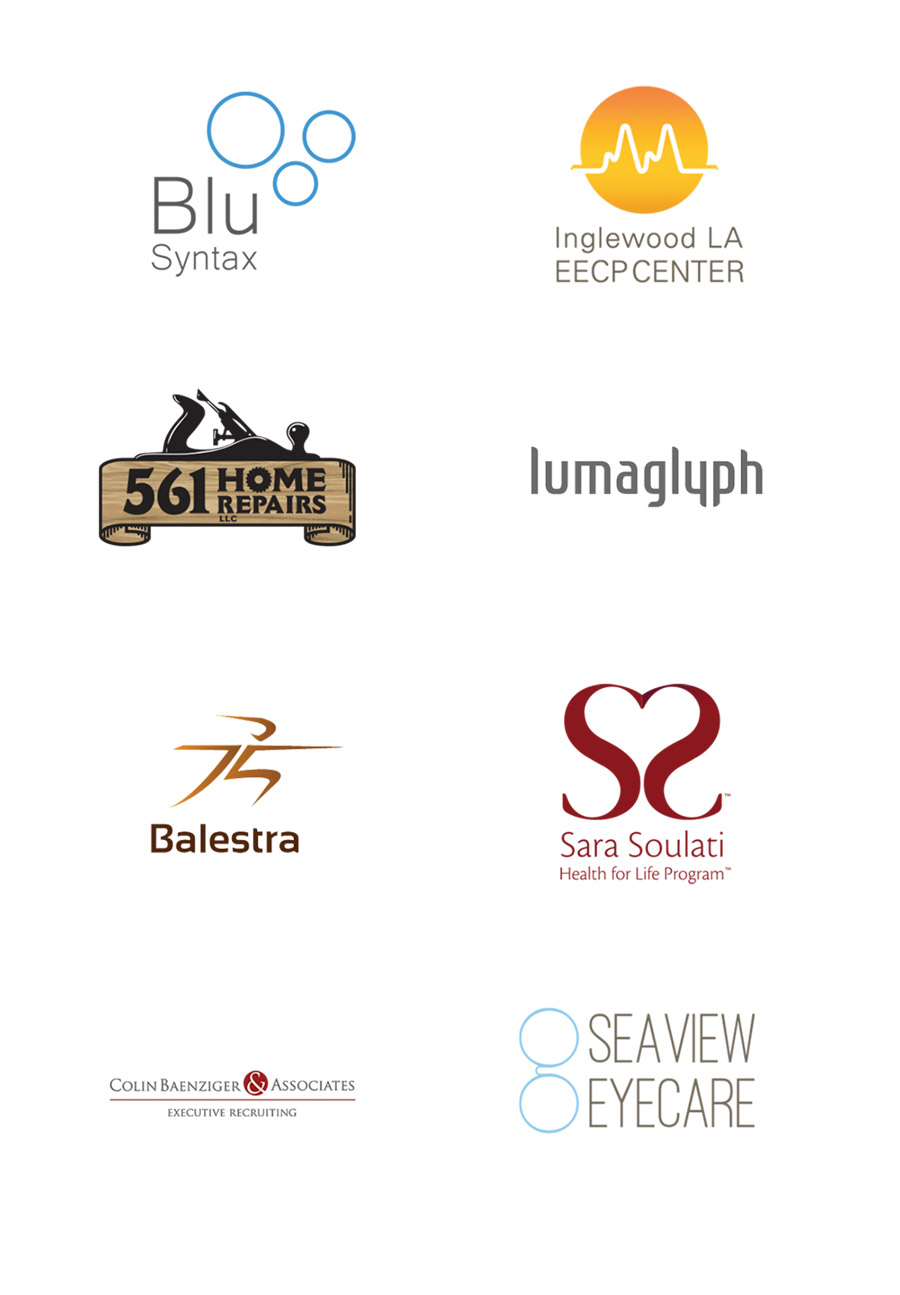 Blu
Syntax
Inglewood LA
EECP CENTER
561 HOME
REPAIRS
LLC
lumaglyph
Balestra
™
Sara Soulati
Health for Life Program™
COLIN BAENZIGER & ASSOCIATES
EXECUTIVE RECRUITING
SEAVIEW
EYECARE